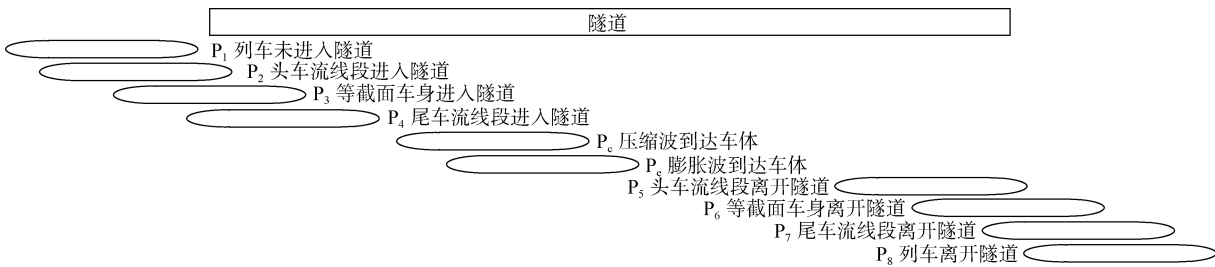 隧道
P₁ 列车未进入隧道
P₂ 头车流线段进入隧道
P₃ 等截面车身进入隧道
P₄ 尾车流线段进入隧道
P_c 压缩波到达车体
P_e 膨胀波到达车体
P₅ 头车流线段离开隧道
P₆ 等截面车身离开隧道
P₇ 尾车流线段离开隧道
P₈ 列车离开隧道